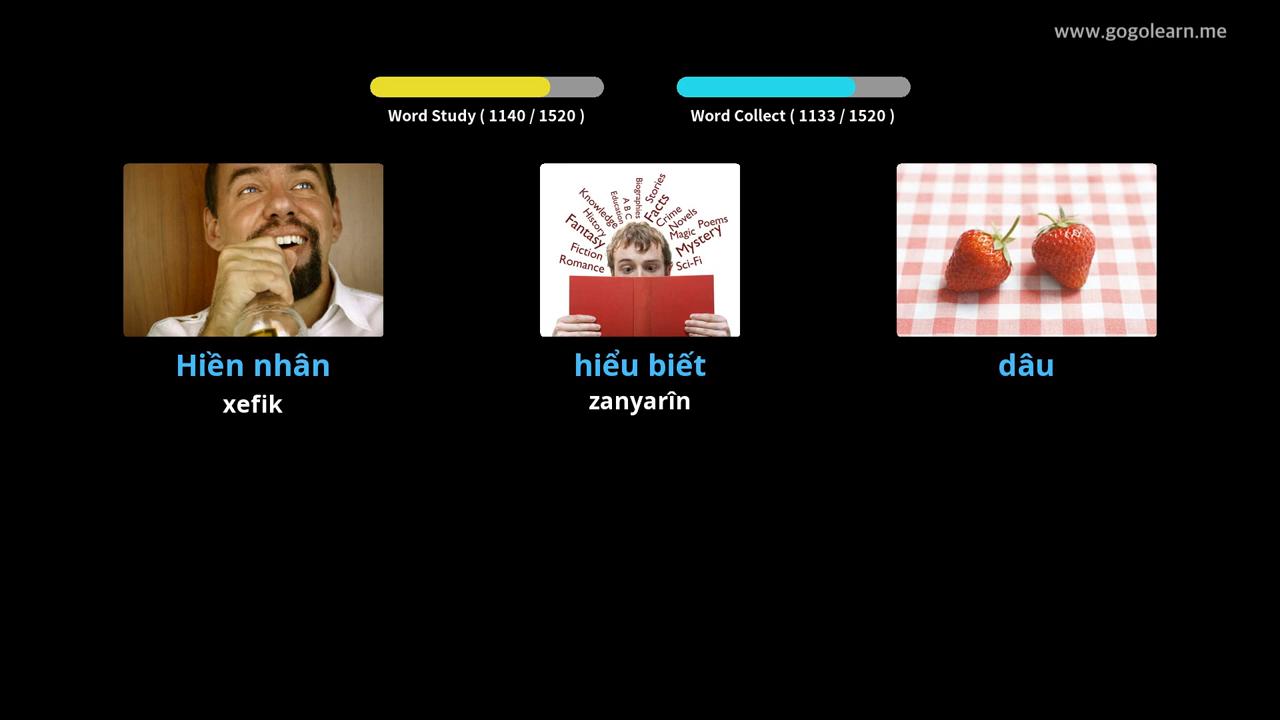 www.gogolearn.me
Word Study ( 1140 / 1520 )
Word Collect ( 1133 / 1520 )
Stories
Biographies
Knowledge
Education
A B C
Facts
Crime
History
Novels
Fantasy
Magic
Poems
Mystery
Fiction
Romance
Sci-Fi
Hiền nhân
hiểu biết
dâu
xefik
zanyarîn